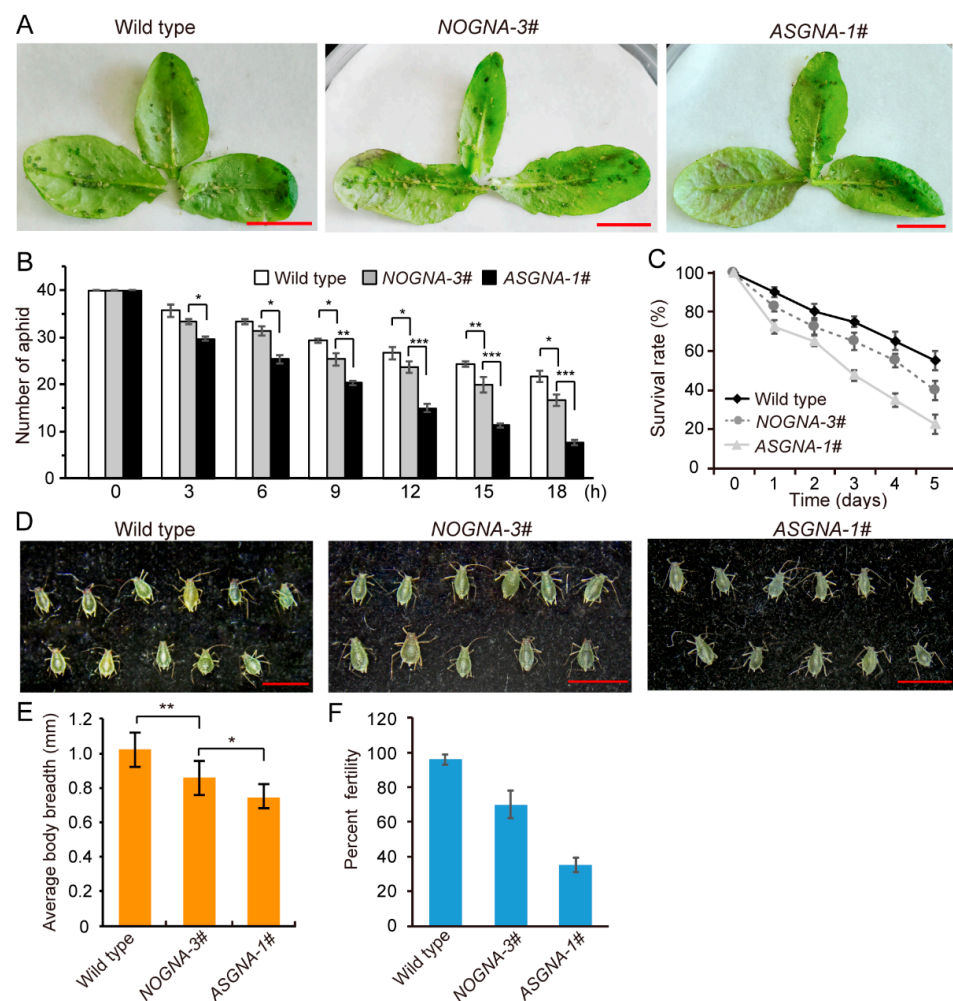 A
Wild type
NOGNA-3#
ASGNA-1#
B
Wild type
NOGNA-3#
ASGNA-1#
Number of aphid
50
40
30
20
10
0
*
*
*
**
*
***
**
***
*
***
0 3 6 9 12 15 18 (h)
C
Survival rate (%)
100
80
60
40
20
0
Wild type
NOGNA-3#
ASGNA-1#
0 1 2 3 4 5
Time (days)
D
Wild type
NOGNA-3#
ASGNA-1#
E
Average body breadth (mm)
1.2
1.0
0.8
0.6
0.4
0.2
0
**
*
Wild type
NOGNA-3#
ASGNA-1#
F
Percent fertility
120
100
80
60
40
20
0
Wild type
NOGNA-3#
ASGNA-1#